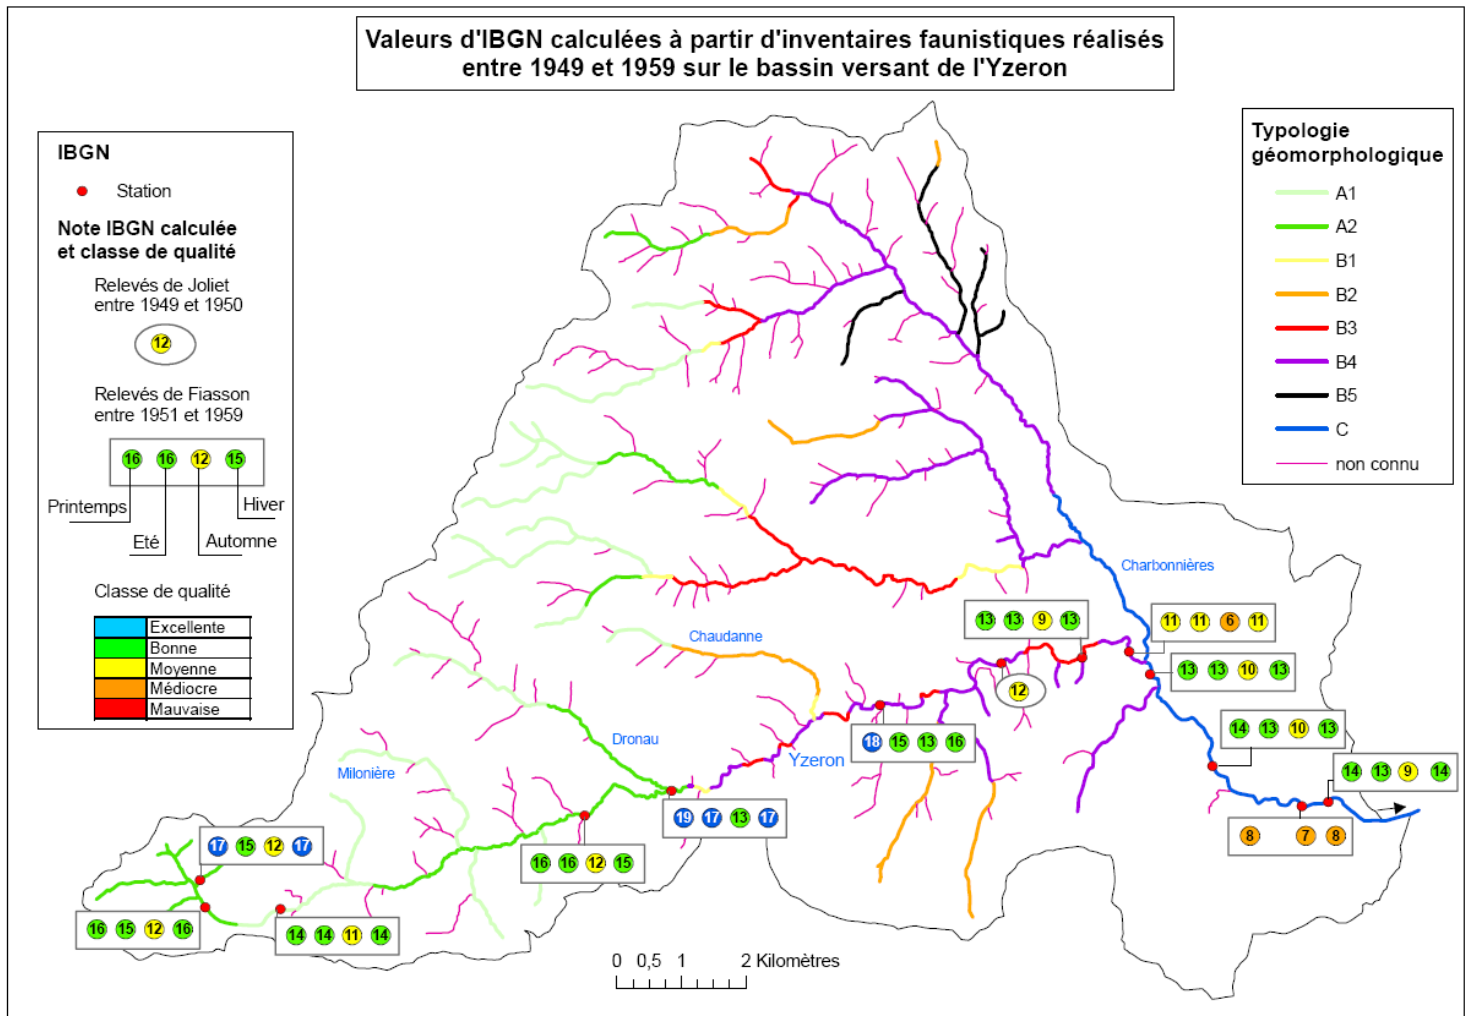 Valeurs d'IBGN calculées à partir d'inventaires faunistiques réalisés
entre 1949 et 1959 sur le bassin versant de l'Yzeron
IBGN
Station
Note IBGN calculée
et classe de qualité
Relevés de Joliet
entre 1949 et 1950
12
Relevés de Fiasson
entre 1951 et 1959
16 16 12 15
Printemps
Hiver
Eté
Automne
Classe de qualité
Excellente
Bonne
Moyenne
Médiocre
Mauvaise
Typologie
géomorphologique
A1
A2
B1
B2
B3
B4
B5
C
non connu
Charbonnières
Chaudanne
Dronau
Yzeron
Milonière
13 13 9 13
11 11 6 11
13 13 10 13
12
14 13 10 13
18 15 13 16
14 13 9 14
8 7 8
19 17 13 17
17 15 12 17
16 16 12 15
16 15 12 16
14 14 11 14
0 0,5 1 2 Kilomètres